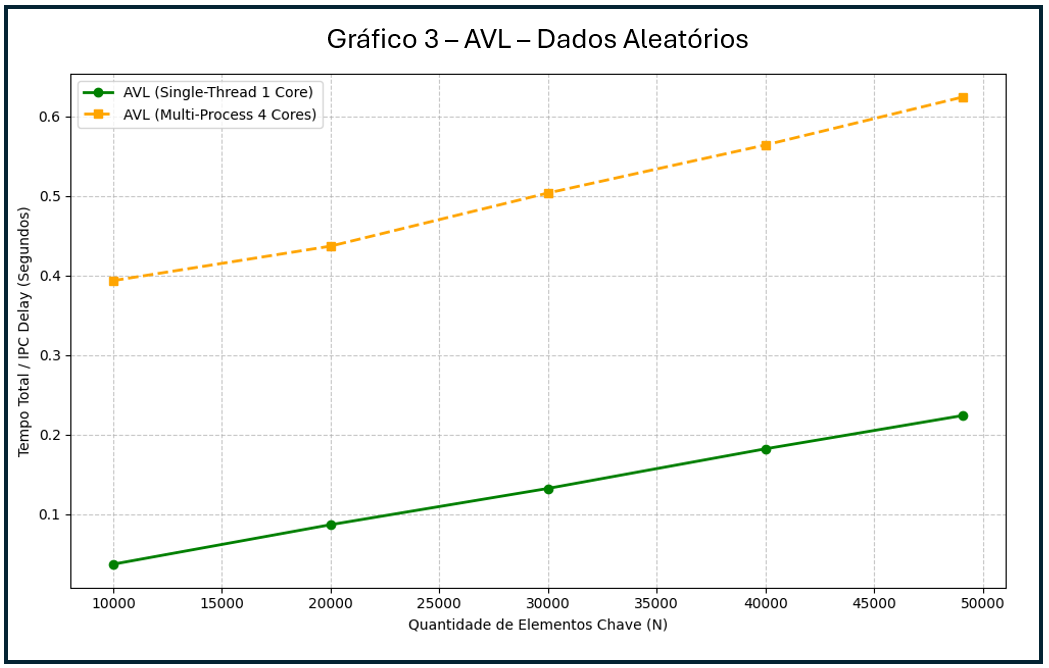 Gráfico 3 – AVL – Dados Aleatórios
AVL (Single-Thread 1 Core)
AVL (Multi-Process 4 Cores)
Tempo Total / IPC Delay (Segundos)
0.6
0.5
0.4
0.3
0.2
0.1
10000 15000 20000 25000 30000 35000 40000 45000 50000
Quantidade de Elementos Chave (N)